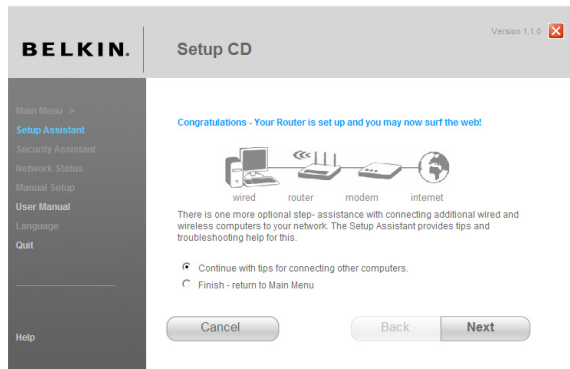 BELKIN.
Setup CD
Version 1.1.0
Main Menu >
Setup Assistant
Security Assistant
Network Status
Manual Setup
User Manual
Language
Quit
Help
Congratulations - Your Router is set up and you may now surf the web!
wired router modem internet
There is one more optional step- assistance with connecting additional wired and
wireless computers to your network. The Setup Assistant provides tips and
troubleshooting help for this.
Continue with tips for connecting other computers.
Finish - return to Main Menu
Cancel
Back
Next